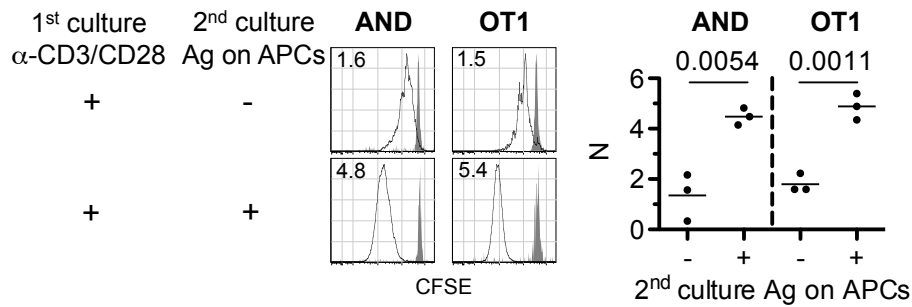 1st culture
α-CD3/CD28
2nd culture
Ag on APCs
AND
OT1
+
-
1.6
1.5
+
+
4.8
5.4
CFSE
AND
OT1
0.0054
0.0011
N
6
4
2
0
-
+
-
+
2nd culture Ag on APCs